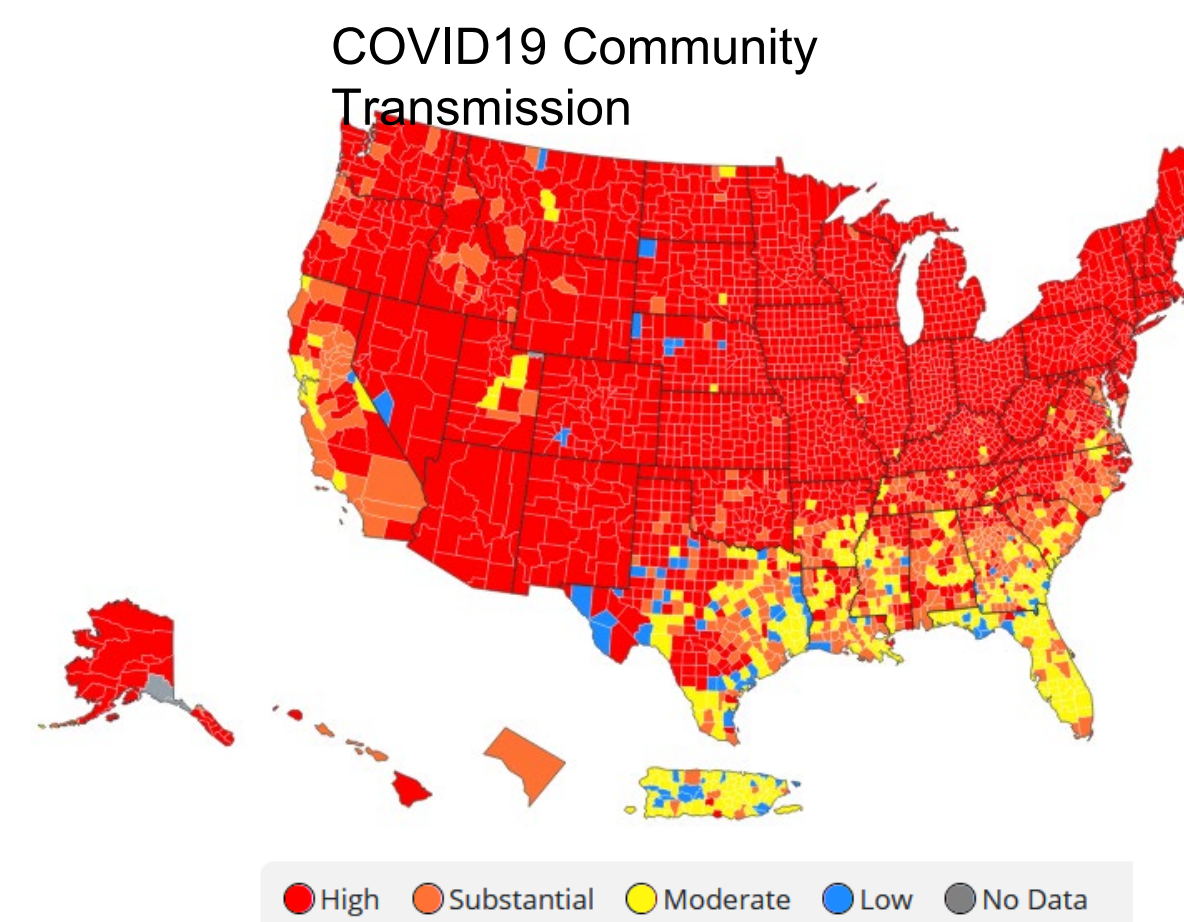 COVID19 Community
Transmission
High Substantial Moderate Low No Data